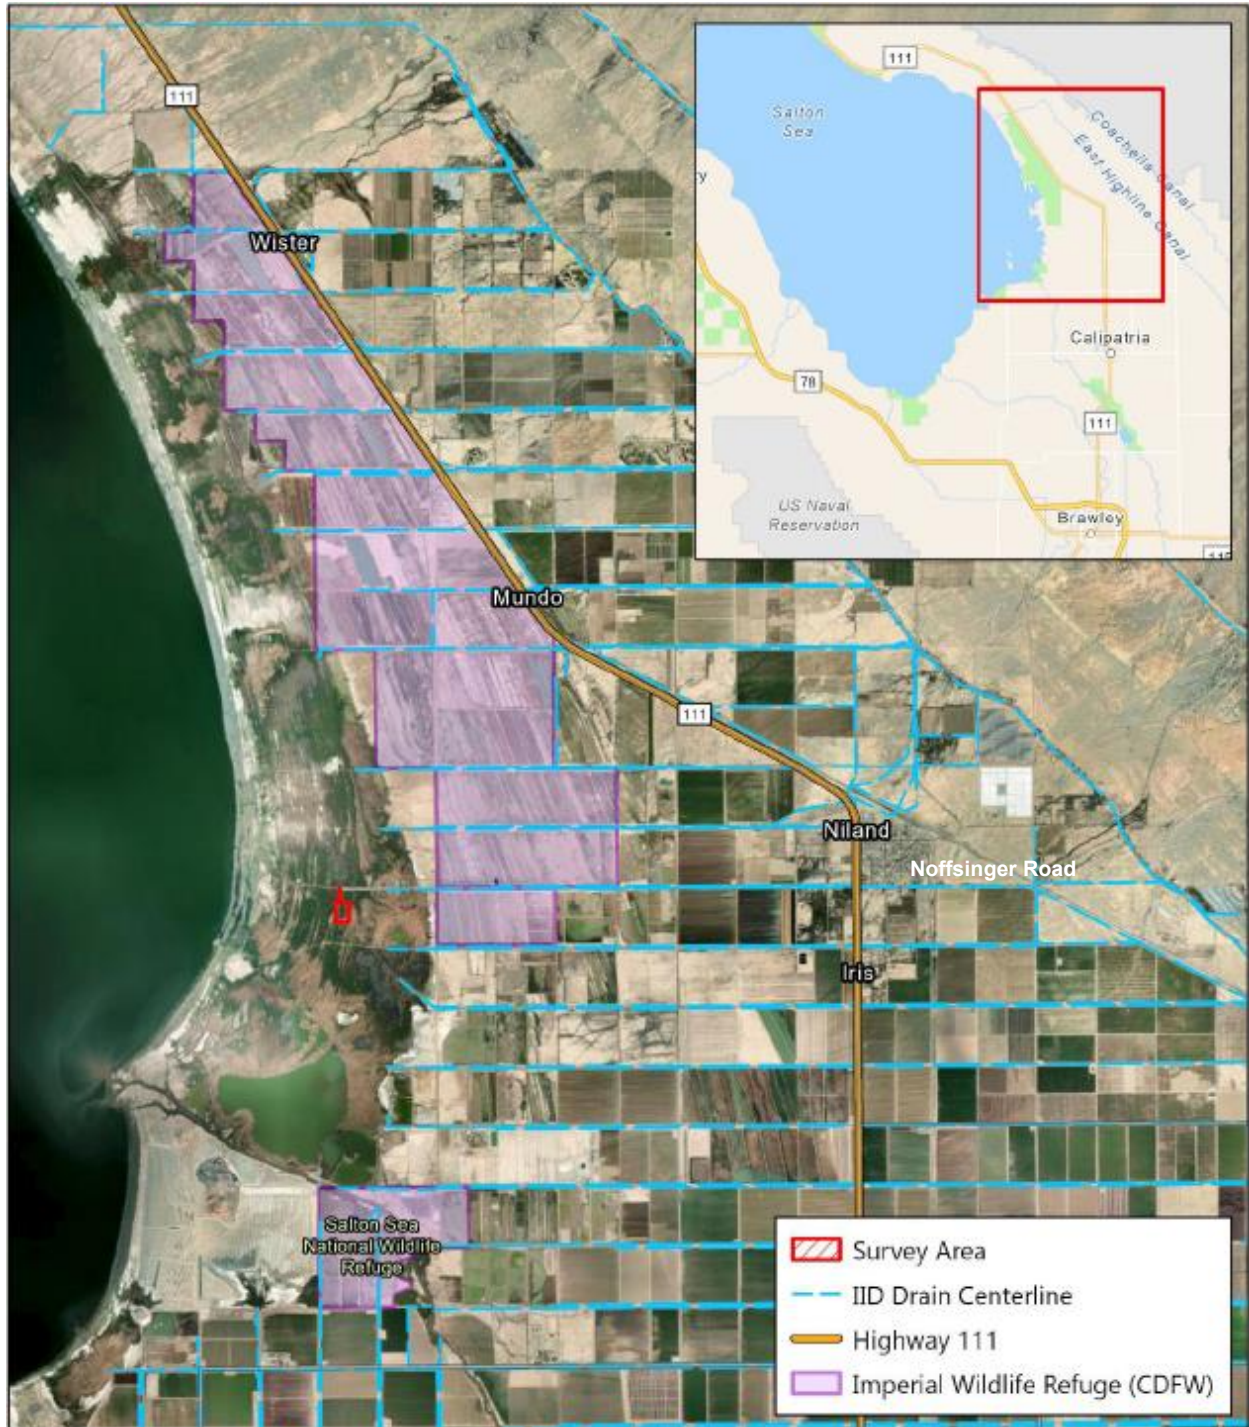 111
Wister
Mundo
111
Niland
Noffsinger Road
Iris
Salton Sea
National Wildlife
Refuge
111
Salton
Sea
Coachella Canal
East Highline Canal
y
Calipatria
78
111
US Naval
Reservation
Brawley
Survey Area
IID Drain Centerline
Highway 111
Imperial Wildlife Refuge (CDFW)